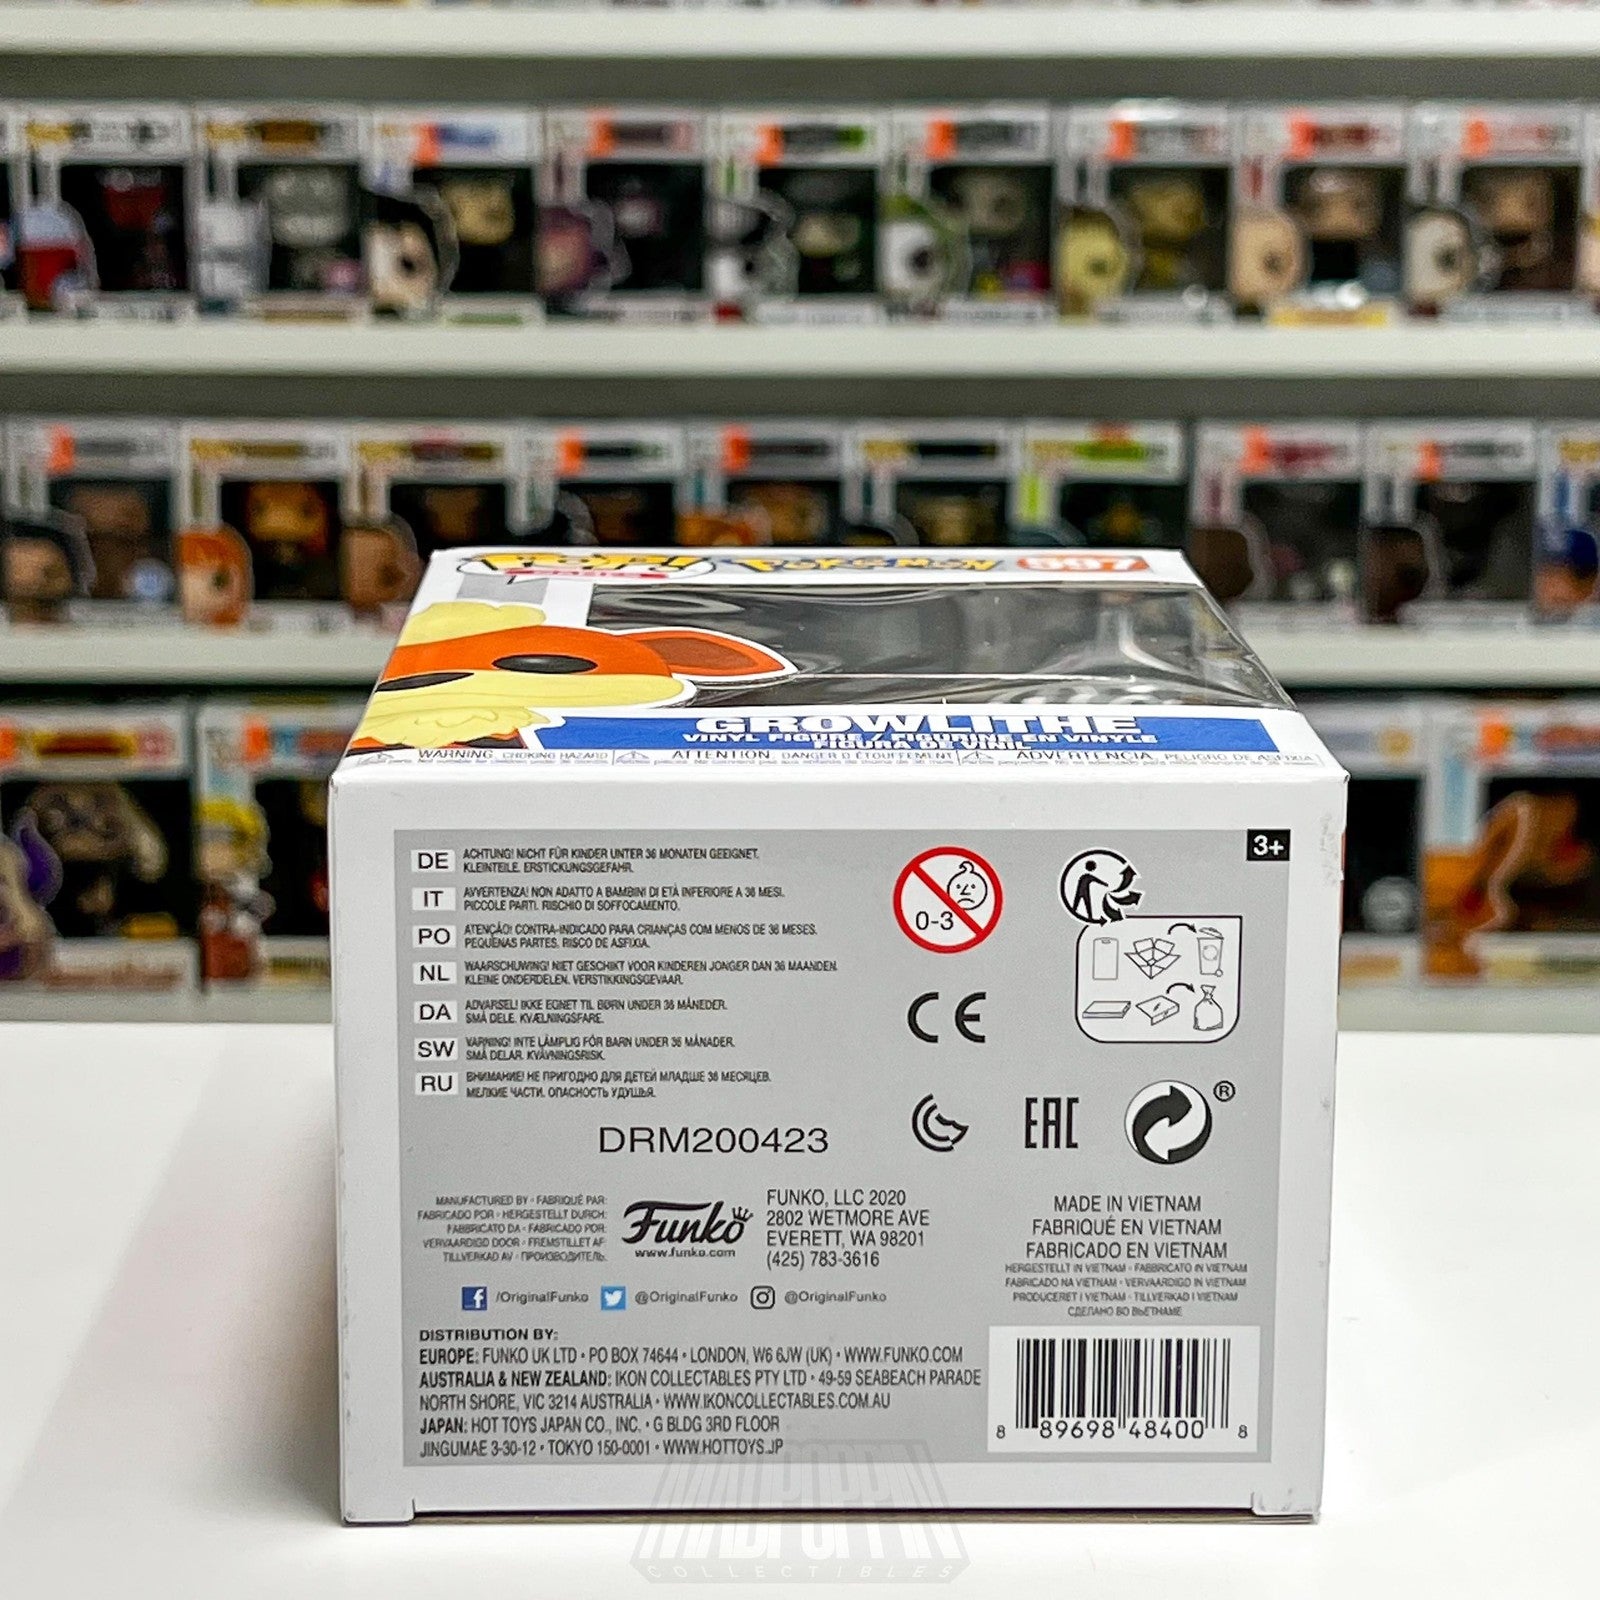 POP!
POKÉMON
597
GROWLITHE
VINYL FIGURE / FIGURINE EN VINYLE
FIGURA DE VINIL
WARNING: CHOKING HAZARD
ATTENTION: DANGER D'ÉTOUFFEMENT
ADVERTENCIA: PELIGRO DE ASFIXIA
3+
DE ACHTUNG! NICHT FÜR KINDER UNTER 36 MONATEN GEEIGNET.
KLEINTEILE. ERSTICKUNGSGEFAHR.
IT AVVERTENZA! NON ADATTO A BAMBINI DI ETÀ INFERIORE A 36 MESI.
PICCOLE PARTI. RISCHIO DI SOFFOCAMENTO.
PO ATENÇÃO! CONTRA-INDICADO PARA CRIANÇAS COM MENOS DE 36 MESES.
PEQUENAS PARTES. RISCO DE ASFIXIA.
NL WAARSCHUWING! NIET GESCHIKT VOOR KINDEREN JONGER DAN 36 MAANDEN.
KLEINE ONDERDELEN. VERSTIKKINGSGEVAAR.
DA ADVARSEL! IKKE EGNET TIL BØRN UNDER 36 MÅNEDER.
SMÅ DELE. KVÆLNINGSFARE.
SW VARNING! INTE LÄMPLIG FÖR BARN UNDER 36 MÅNADER.
SMÅ DELAR. KVÄVNINGSRISK.
RU ВНИМАНИЕ! НЕ ПРИГОДНО ДЛЯ ДЕТЕЙ МЛАДШЕ 36 МЕСЯЦЕВ.
МЕЛКИЕ ЧАСТИ. ОПАСНОСТЬ УДУШЬЯ.
0-3
CE
EAC
®
DRM200423
MANUFACTURED BY • FABRIQUÉ PAR:
FABRICADO POR • HERGESTELLT DURCH:
FABBRICATO DA • FABRICADO POR:
VERVAARDIGD DOOR • FREMSTILLET AF:
TILLVERKAD AV • ПРОИЗВОДИТЕЛЬ:
Funko
www.funko.com
FUNKO, LLC 2020
2802 WETMORE AVE
EVERETT, WA 98201
(425) 783-3616
MADE IN VIETNAM
FABRIQUÉ EN VIETNAM
FABRICADO EN VIETNAM
HERGESTELLT IN VIETNAM • FABBRICATO IN VIETNAM
FABRICADO NA VIETNAM • VERVAARDIGD IN VIETNAM
PRODUCERET I VIETNAM • TILLVERKAD I VIETNAM
СДЕЛАНО ВО ВЬЕТНАМЕ
/OriginalFunko @OriginalFunko @OriginalFunko
DISTRIBUTION BY:
EUROPE: FUNKO UK LTD • PO BOX 74644 • LONDON, W6 6JW (UK) • WWW.FUNKO.COM
AUSTRALIA & NEW ZEALAND: IKON COLLECTABLES PTY LTD • 49-59 SEABEACH PARADE
NORTH SHORE, VIC 3214 AUSTRALIA • WWW.IKONCOLLECTABLES.COM.AU
JAPAN: HOT TOYS JAPAN CO., INC. • G BLDG 3RD FLOOR
JINGUMAE 3-30-12 • TOKYO 150-0001 • WWW.HOTTOYS.JP
8 89698 48400 8
MADPOPPIN
COLLECTIBLES